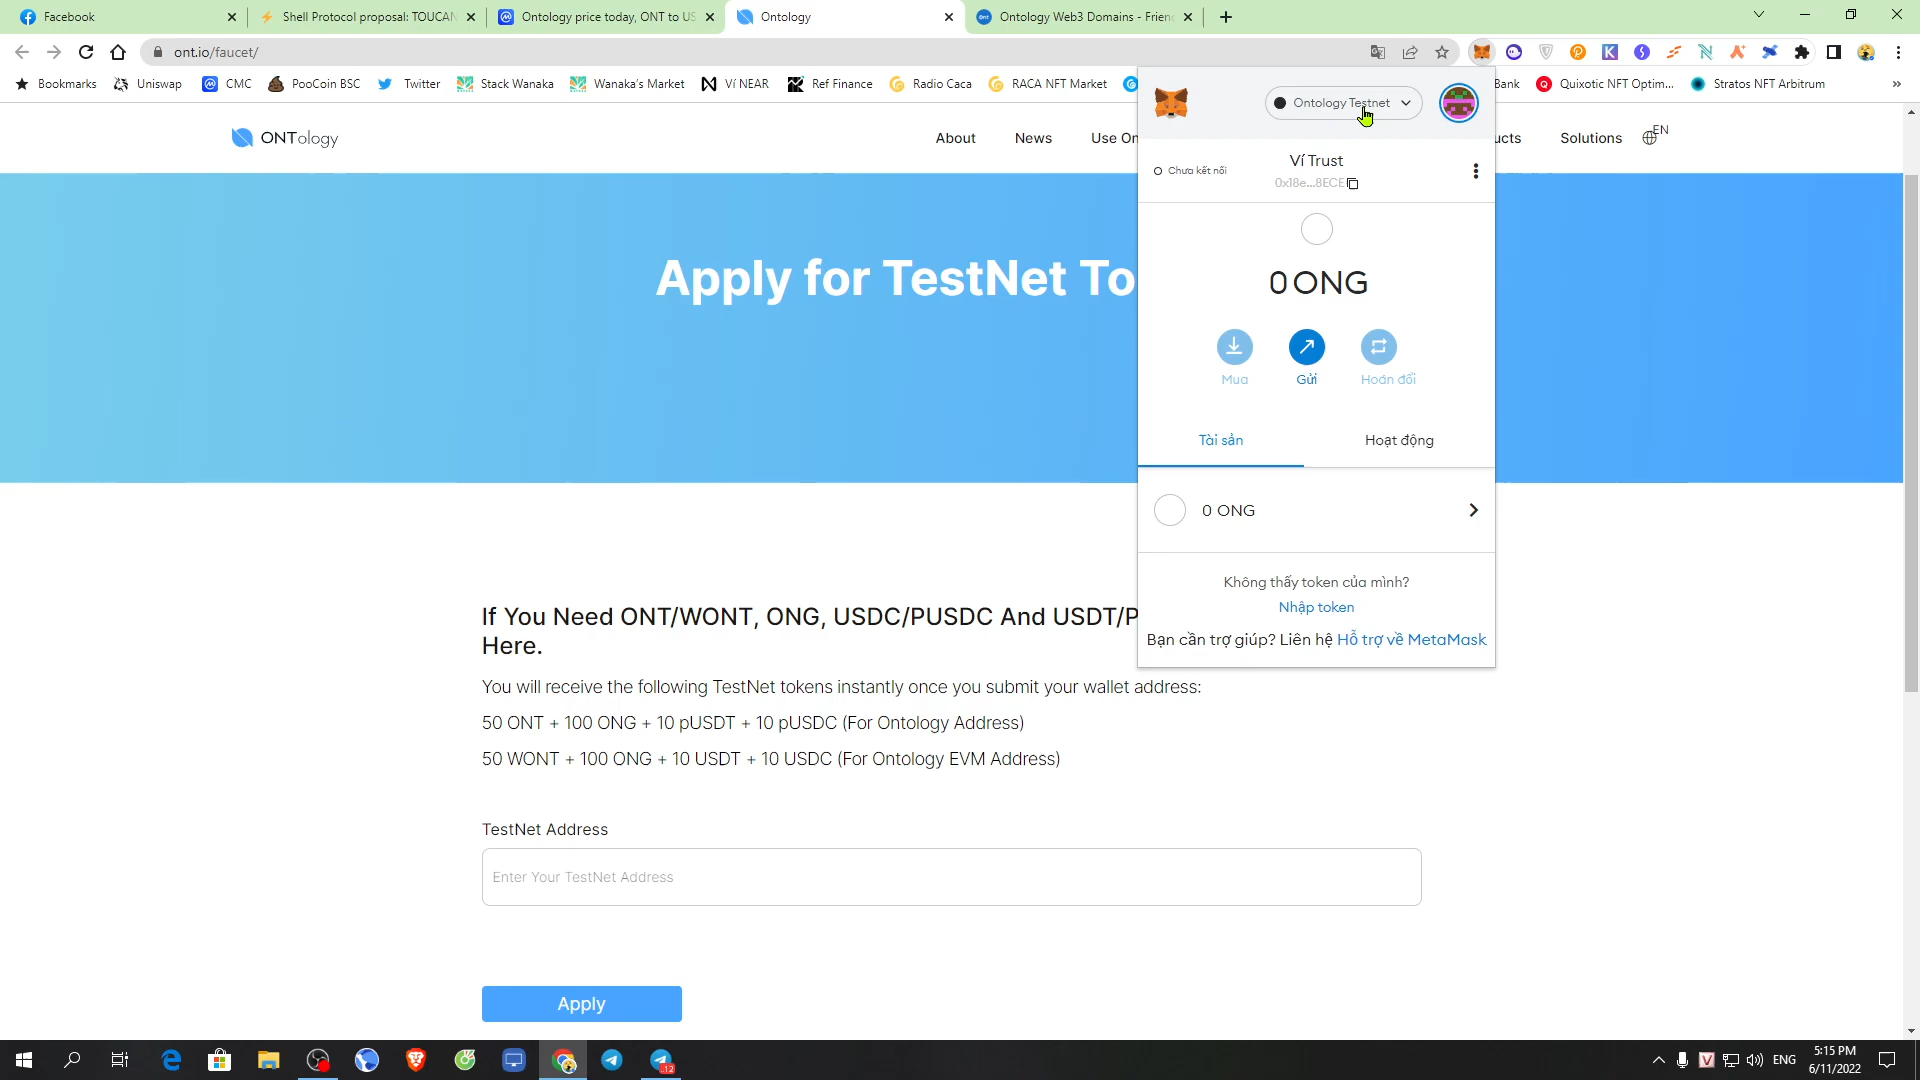 Facebook
Shell Protocol proposal: TOUCAN
Ontology price today, ONT to US
Ontology
Ontology Web3 Domains - Frien
ont.io/faucet/
Bookmarks
Uniswap
CMC
PooCoin BSC
Twitter
Stack Wanaka
Wanaka's Market
Ví NEAR
Ref Finance
Radio Caca
RACA NFT Market
Bank
Quixotic NFT Optim...
Stratos NFT Arbitrum
»
ONTology
About
News
Use On
ucts
Solutions
EN
Ontology Testnet
Chưa kết nối
Ví Trust
0x18e...8ECE
0 ONG
Mua
Gửi
Hoán đổi
Tài sản
Hoạt động
0 ONG
Không thấy token của mình?
Nhập token
Bạn cần trợ giúp? Liên hệ Hỗ trợ về MetaMask
Apply for TestNet To
If You Need ONT/WONT, ONG, USDC/PUSDC And USDT/P
Here.
You will receive the following TestNet tokens instantly once you submit your wallet address:
50 ONT + 100 ONG + 10 pUSDT + 10 pUSDC (For Ontology Address)
50 WONT + 100 ONG + 10 USDT + 10 USDC (For Ontology EVM Address)
TestNet Address
Enter Your TestNet Address
Apply
12
ENG
5:15 PM
6/11/2022